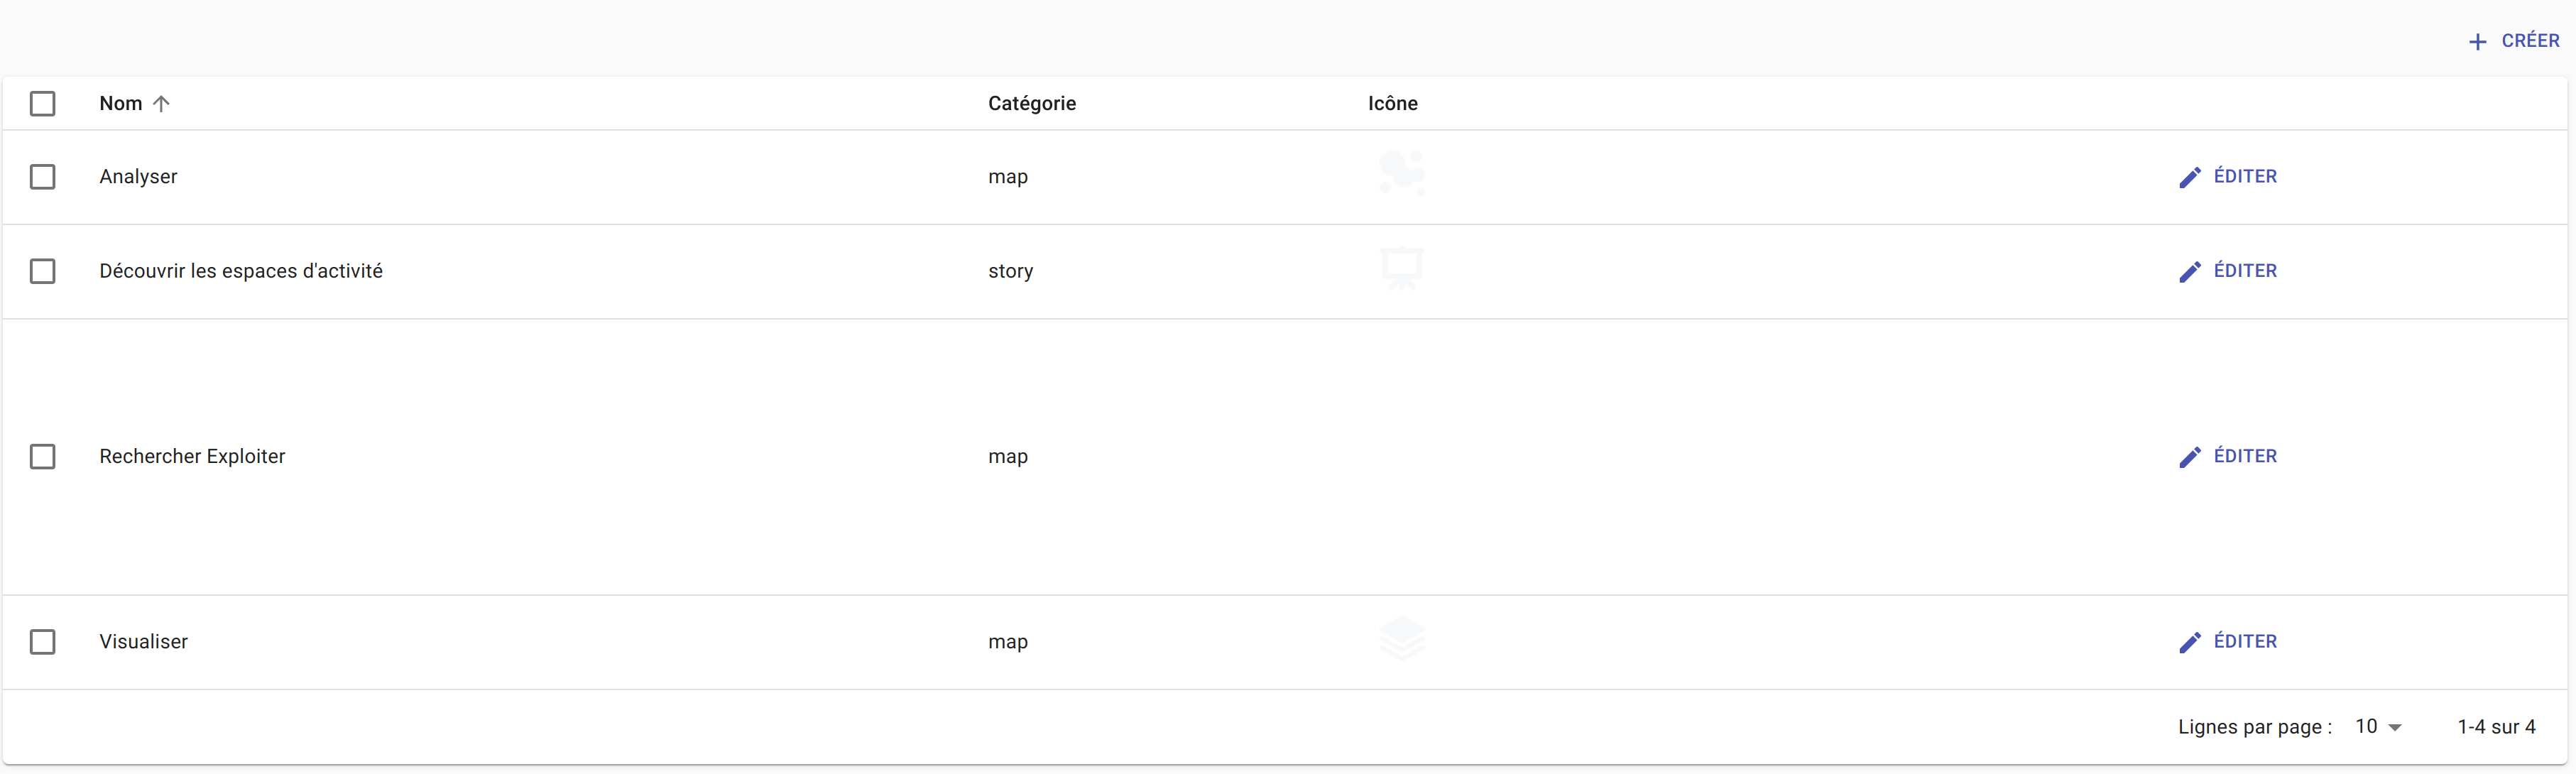 CRÉER
Nom Catégorie Icône
Analyser map ÉDITER
Découvrir les espaces d'activité story ÉDITER
Rechercher Exploiter map ÉDITER
Visualiser map ÉDITER
Lignes par page : 10 1-4 sur 4